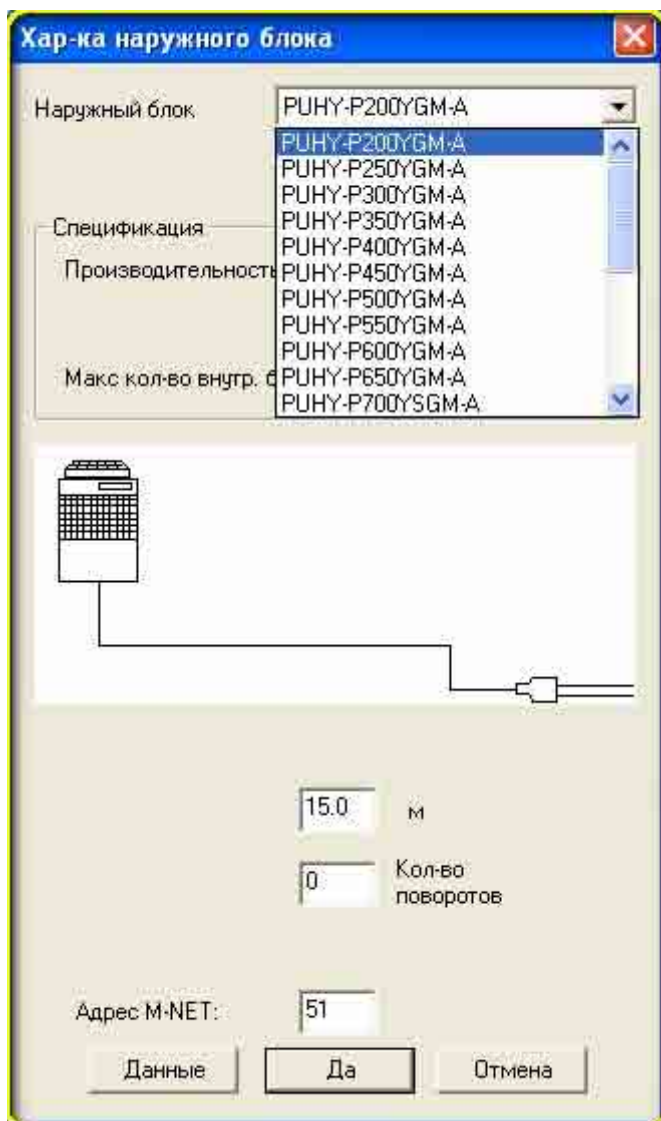 Хар-ка наружного блока
Наружный блок
PUHY-P200YGM-A
PUHY-P200YGM-A
PUHY-P250YGM-A
PUHY-P300YGM-A
PUHY-P350YGM-A
PUHY-P400YGM-A
PUHY-P450YGM-A
PUHY-P500YGM-A
PUHY-P550YGM-A
PUHY-P600YGM-A
PUHY-P650YGM-A
PUHY-P700YSGM-A
Спецификация
Производительность
Макс кол-во внутр. б
15.0 м
0 Кол-во
поворотов
Адрес M-NET: 51
Данные Да Отмена